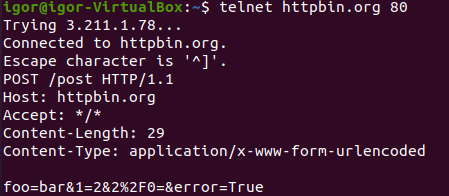 igor@igor-VirtualBox:~$ telnet httpbin.org 80
Trying 3.211.1.78...
Connected to httpbin.org.
Escape character is '^]'.
POST /post HTTP/1.1
Host: httpbin.org
Accept: */*
Content-Length: 29
Content-Type: application/x-www-form-urlencoded

foo=bar&1=2&2%2F0=&error=True